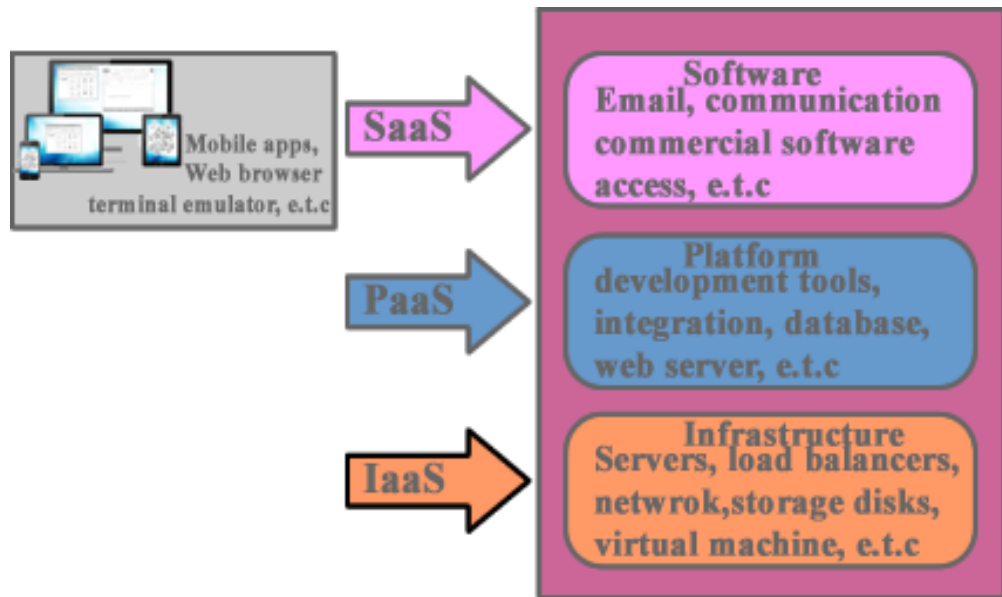 Mobile apps,
Web browser
terminal emulator, e.t.c
SaaS
Software
Email, communication
commercial software
access, e.t.c
PaaS
Platform
development tools,
integration, database,
web server, e.t.c
IaaS
Infrastructure
Servers, load balancers,
netwrok,storage disks,
virtual machine, e.t.c